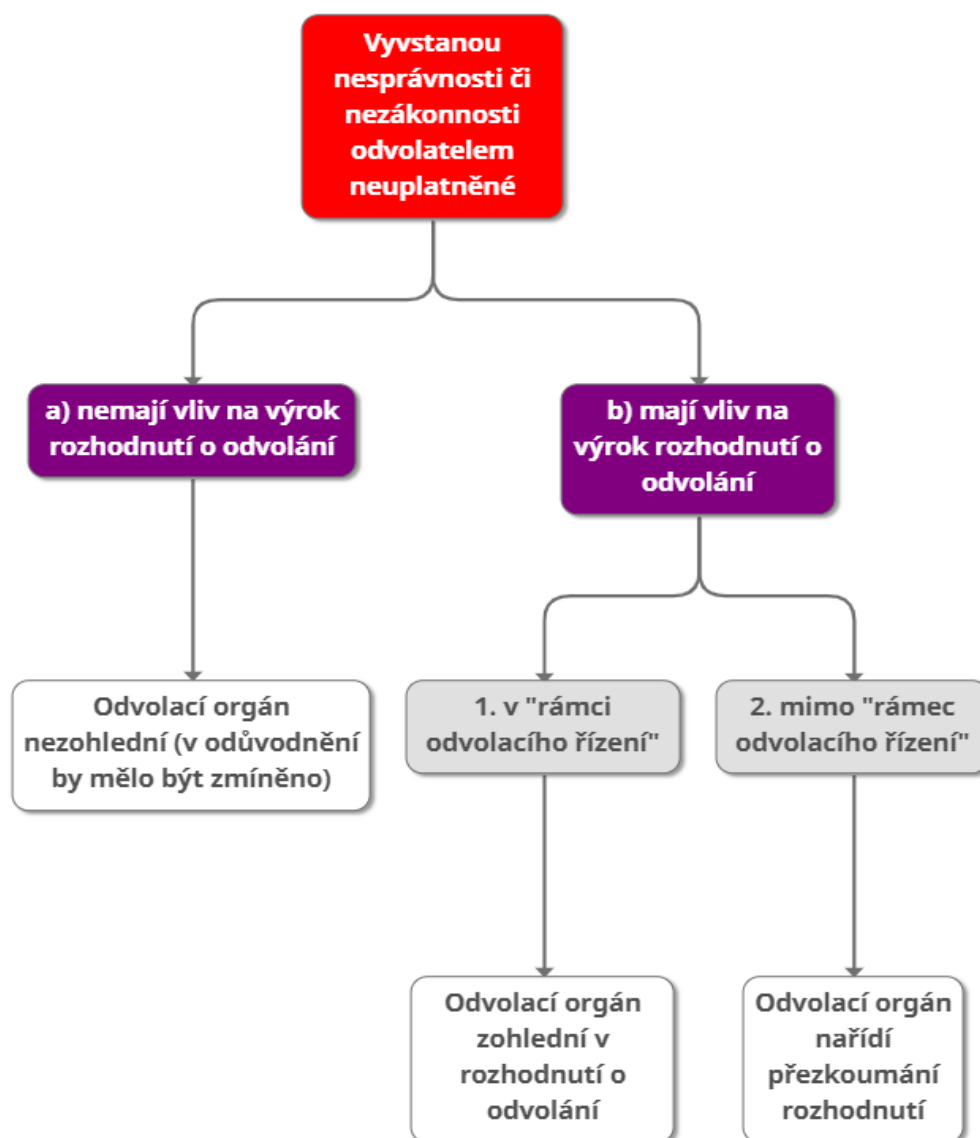 Vyvstanou
nesprávnosti či
nezákonnosti
odvolatelem
neuplatněné
a) nemají vliv na výrok
rozhodnutí o odvolání
b) mají vliv na
výrok rozhodnutí o
odvolání
Odvolací orgán
nezohlední (v odůvodnění
by mělo být zmíněno)
1. v "rámci
odvolacího řízení"
2. mimo "rámec
odvolacího řízení"
Odvolací orgán
zohlední v
rozhodnutí o
odvolání
Odvolací orgán
nařídí
přezkoumání
rozhodnutí